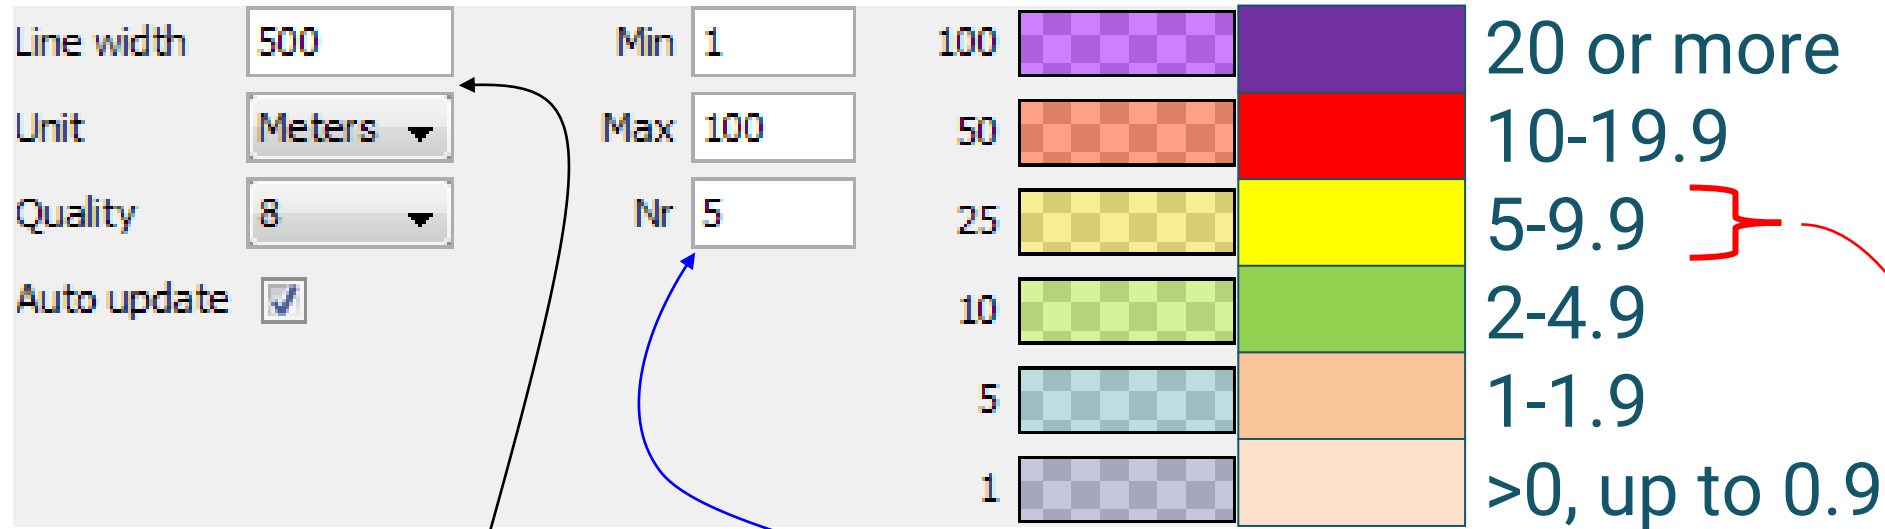 Line width 500 Min 1 100 20 or more
Unit Meters Max 100 50 10-19.9
Quality 8 Nr 5 25 5-9.9
Auto update 10 2-4.9
5 1-1.9
1 >0, up to 0.9